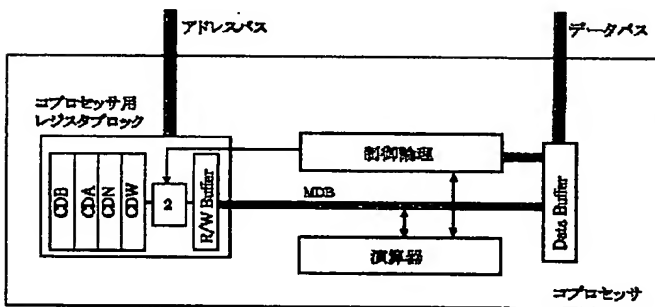 アドレスバス
データバス
コプロセッサ用
レジスタブロック
制御論理
CDB
CDA
CDN
CDW
2
R/W Buffer
MDB
Data Buffer
演算器
コプロセッサ